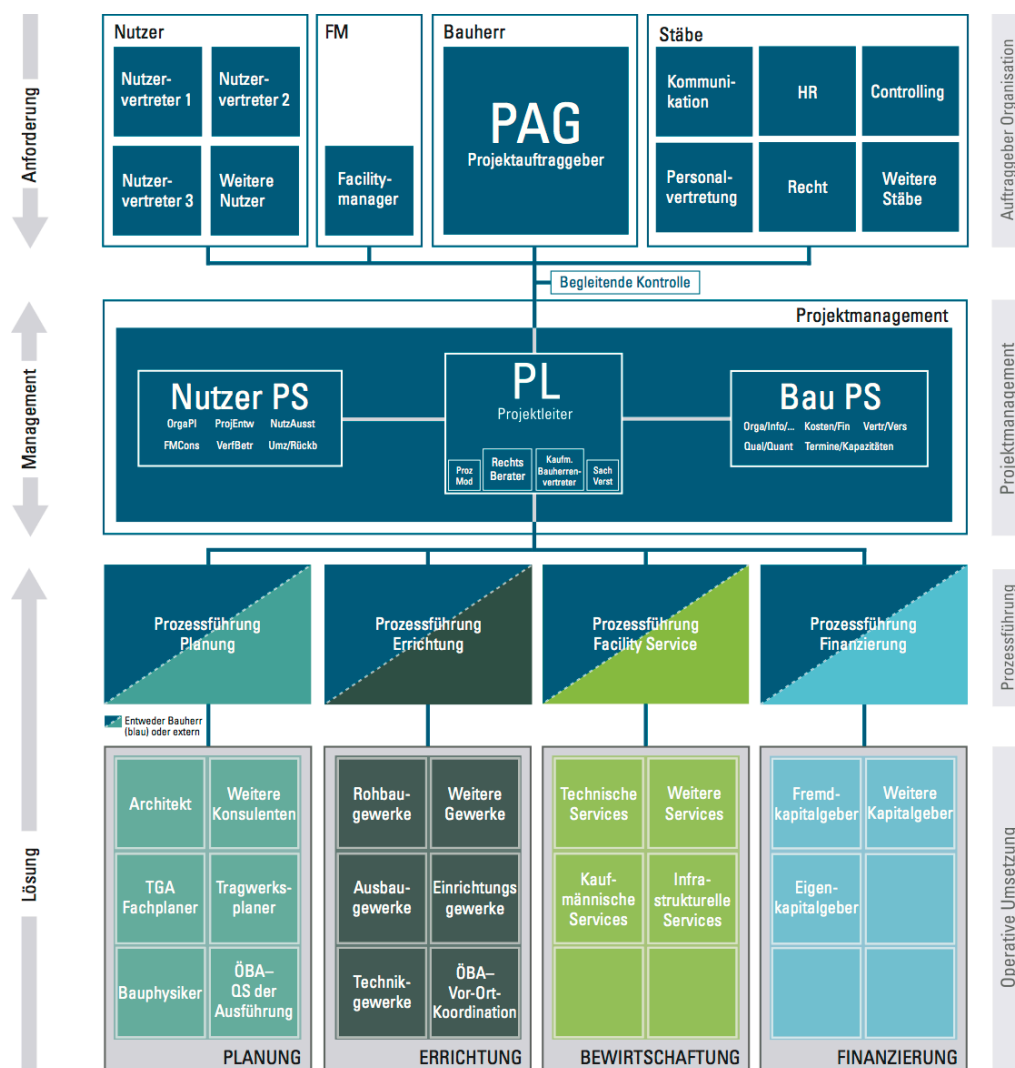 Nutzer
Nutzer-
vertreter 1
Nutzer-
vertreter 2
Nutzer-
vertreter 3
Weitere
Nutzer
FM
Facility-
manager
Bauherr
PAG
Projektauftraggeber
Stäbe
Kommuni-
kation
HR
Controlling
Personal-
vertretung
Recht
Weitere
Stäbe
Anforderung
Auftraggeber Organisation
Begleitende Kontrolle
Projektmanagement
Nutzer PS
OrgaPl ProjEntw NutzAusst
FMCons VerfBetr Umz/Rückb
PL
Projektleiter
Proz
Mod
Rechts
Berater
Kaufm.
Bauherren-
vertreter
Sach
Verst
Bau PS
Orga/Info/... Kosten/Fin Vertr/Vers
Qual/Quant Termine/Kapazitäten
Management
Projektmanagement
Prozessführung
Planung
Prozessführung
Errichtung
Prozessführung
Facility Service
Prozessführung
Finanzierung
Prozessführung
Entweder Bauherr
(blau) oder extern
Lösung
Architekt
Weitere
Konsulenten
TGA
Fachplaner
Tragwerks-
planer
Bauphysiker
ÖBA–
QS der
Ausführung
PLANUNG
Rohbau-
gewerke
Weitere
Gewerke
Ausbau-
gewerke
Einrichtungs
gewerke
Technik-
gewerke
ÖBA–
Vor-Ort-
Koordination
ERRICHTUNG
Technische
Services
Weitere
Services
Kauf-
männische
Services
Infra-
strukturelle
Services
BEWIRTSCHAFTUNG
Fremd-
kapitalgeber
Weitere
Kapitalgeber
Eigen-
kapitalgeber
FINANZIERUNG
Operative Umsetzung